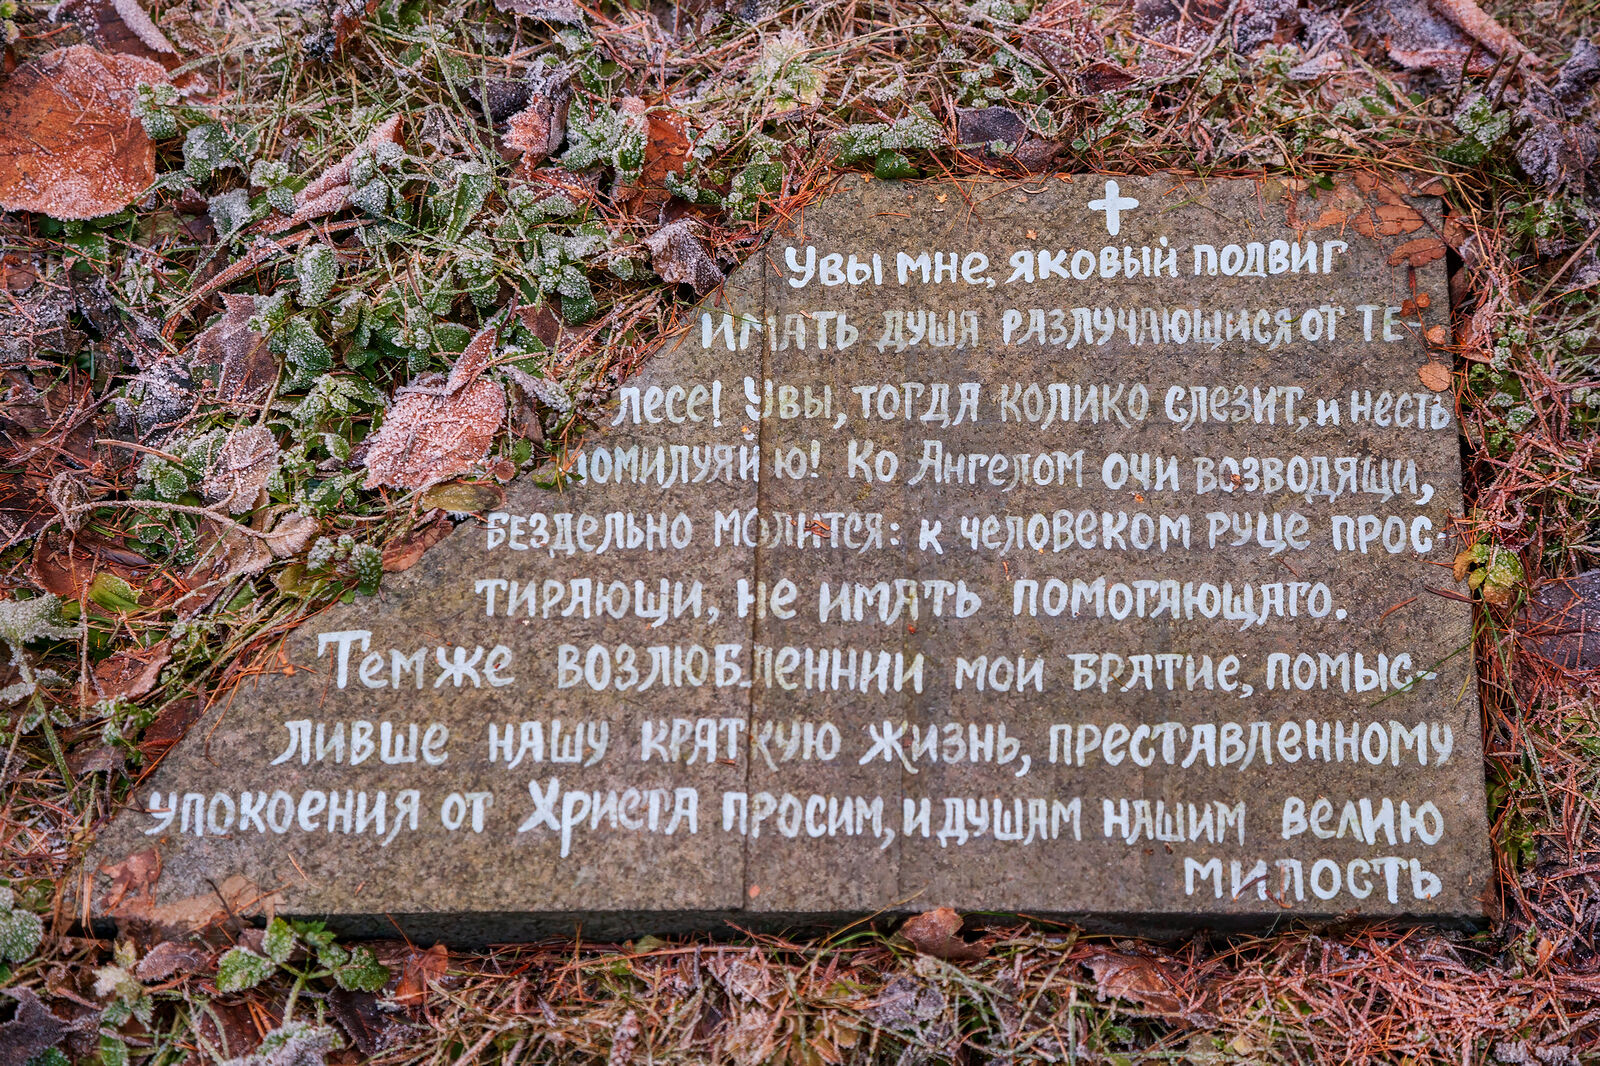 Увы мне, яковый подвиг
имать душа разлучающися от те-
лесе! Увы, тогда колико слезит, и несть
помилуяй ю! Ко Ангелом очи возводящи,
бездельно молится: к человеком руце прос-
тиряющи, не имать помогающаго.
Темже возлюбленнии мои братие, помыс-
ливше нашу краткую жизнь, преставленному
упокоения от Христа просим, и душам нашим велию
милость